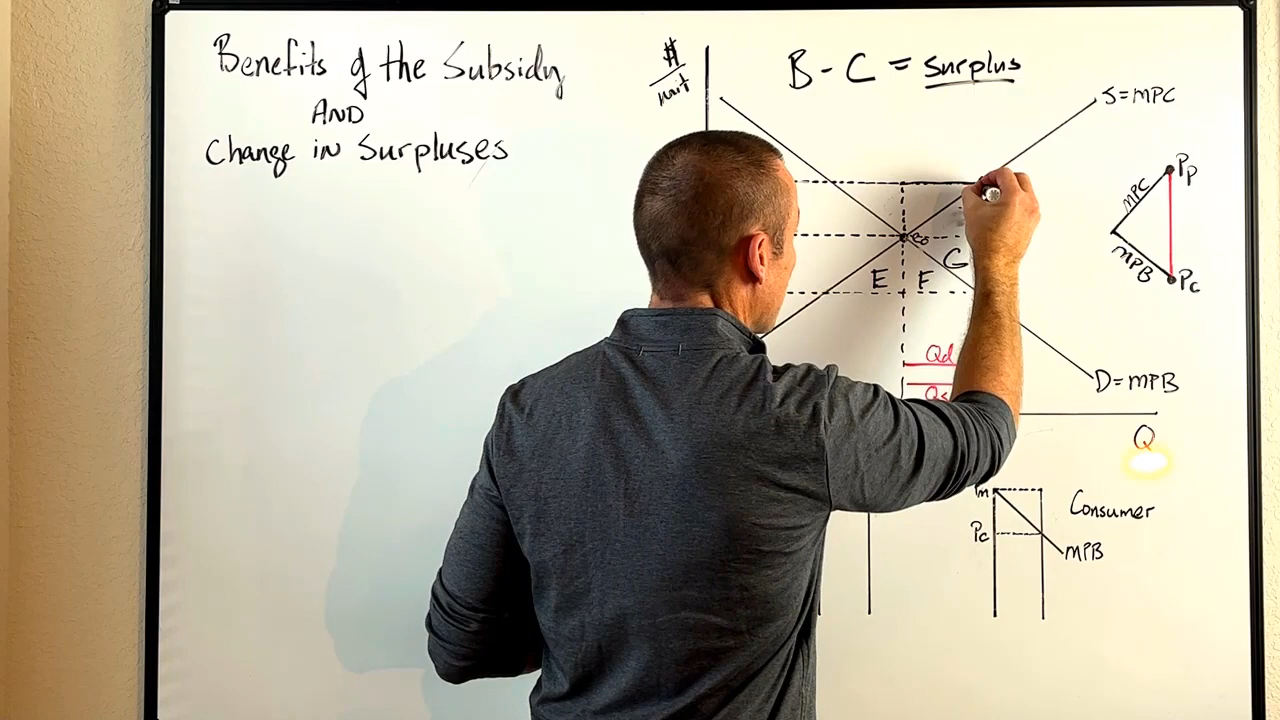 Benefits of the Subsidy
AND
Change in Surpluses
$
unit
B - C = Surplus
S = MPC
MPC
Pp
MPB
Pc
G
E
F
Qd
D = MPB
Q
Pm
Consumer
Pc
MPB